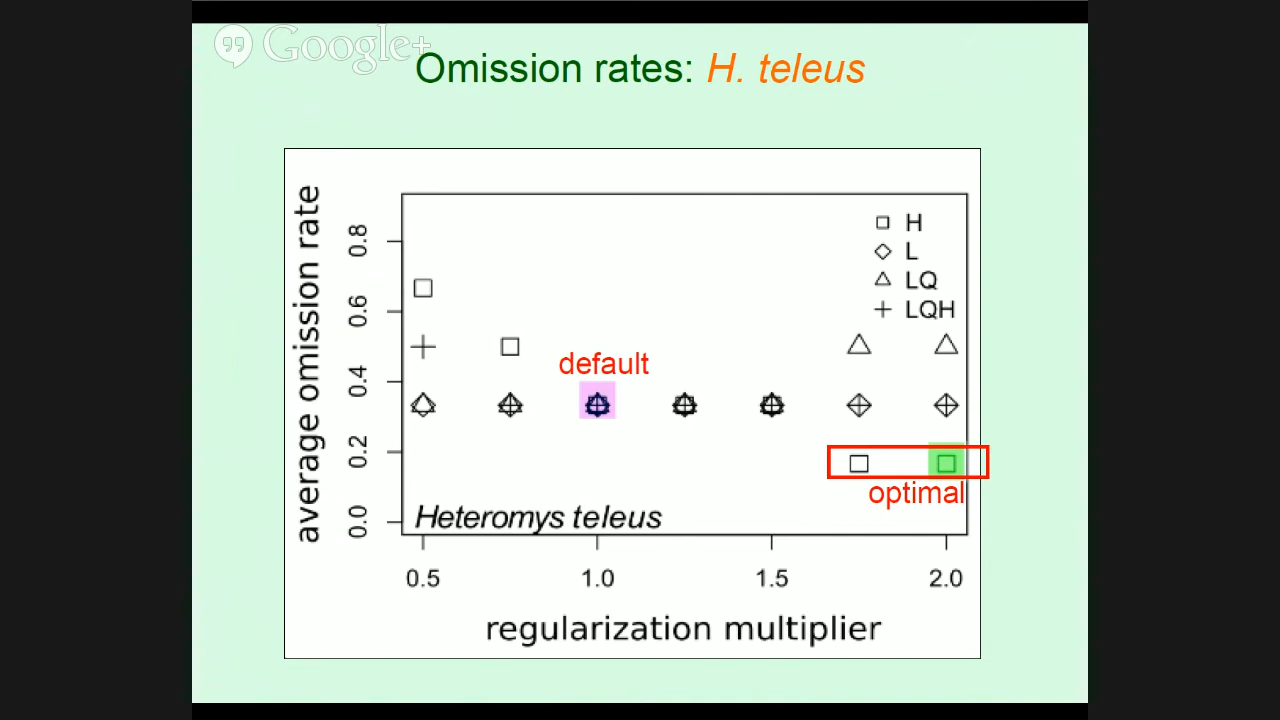 Google+
Omission rates: H. teleus
average omission rate
0.8
0.6
0.4
0.2
0.0
H
L
LQ
LQH
default
optimal
Heteromys teleus
0.5 1.0 1.5 2.0
regularization multiplier